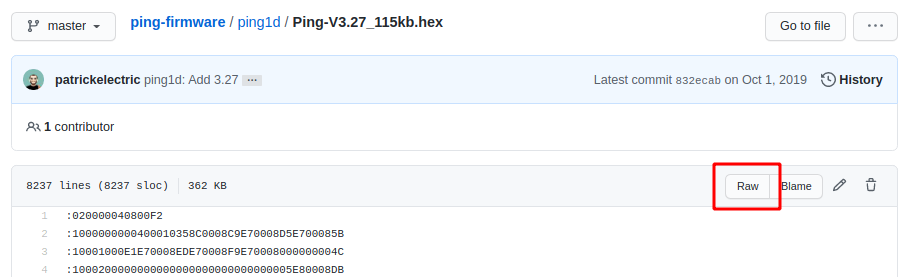 master ping-firmware / ping1d / Ping-V3.27_115kb.hex Go to file ...
patrickelectric ping1d: Add 3.27 ... Latest commit 832ecab on Oct 1, 2019 History
1 contributor
8237 lines (8237 sloc) 362 KB Raw Blame
1 :020000040800F2
2 :1000000000400010358C0008C9E70008D5E700085B
3 :10001000E1E70008EDE70008F9E70008000000004C
4 :100020000000000000000000000000005E80008DB